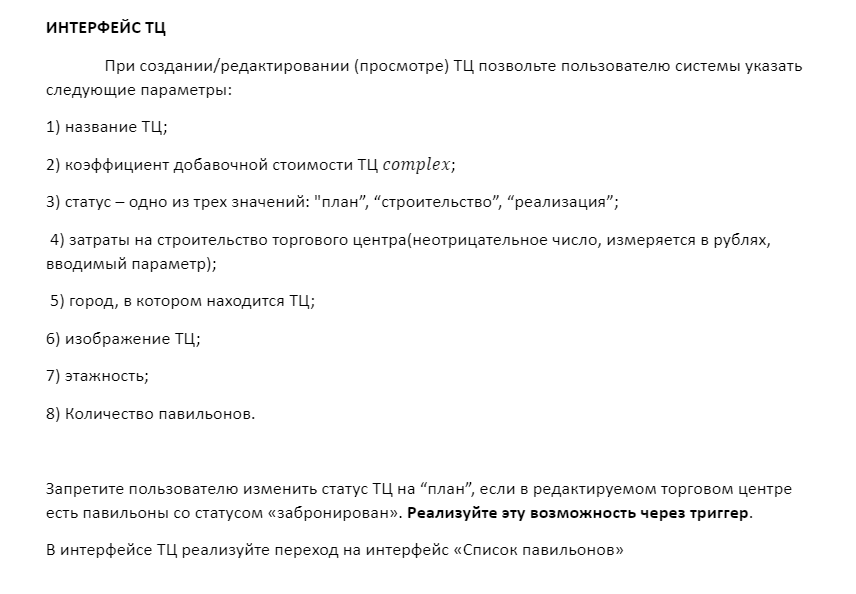 ИНТЕРФЕЙС ТЦ
При создании/редактировании (просмотре) ТЦ позвольте пользователю системы указать
следующие параметры:
1) название ТЦ;
2) коэффициент добавочной стоимости ТЦ complex;
3) статус – одно из трех значений: "план”, “строительство”, “реализация”;
4) затраты на строительство торгового центра(неотрицательное число, измеряется в рублях,
вводимый параметр);
5) город, в котором находится ТЦ;
6) изображение ТЦ;
7) этажность;
8) Количество павильонов.
Запретите пользователю изменить статус ТЦ на “план”, если в редактируемом торговом центре
есть павильоны со статусом «забронирован». Реализуйте эту возможность через триггер.
В интерфейсе ТЦ реализуйте переход на интерфейс «Список павильонов»